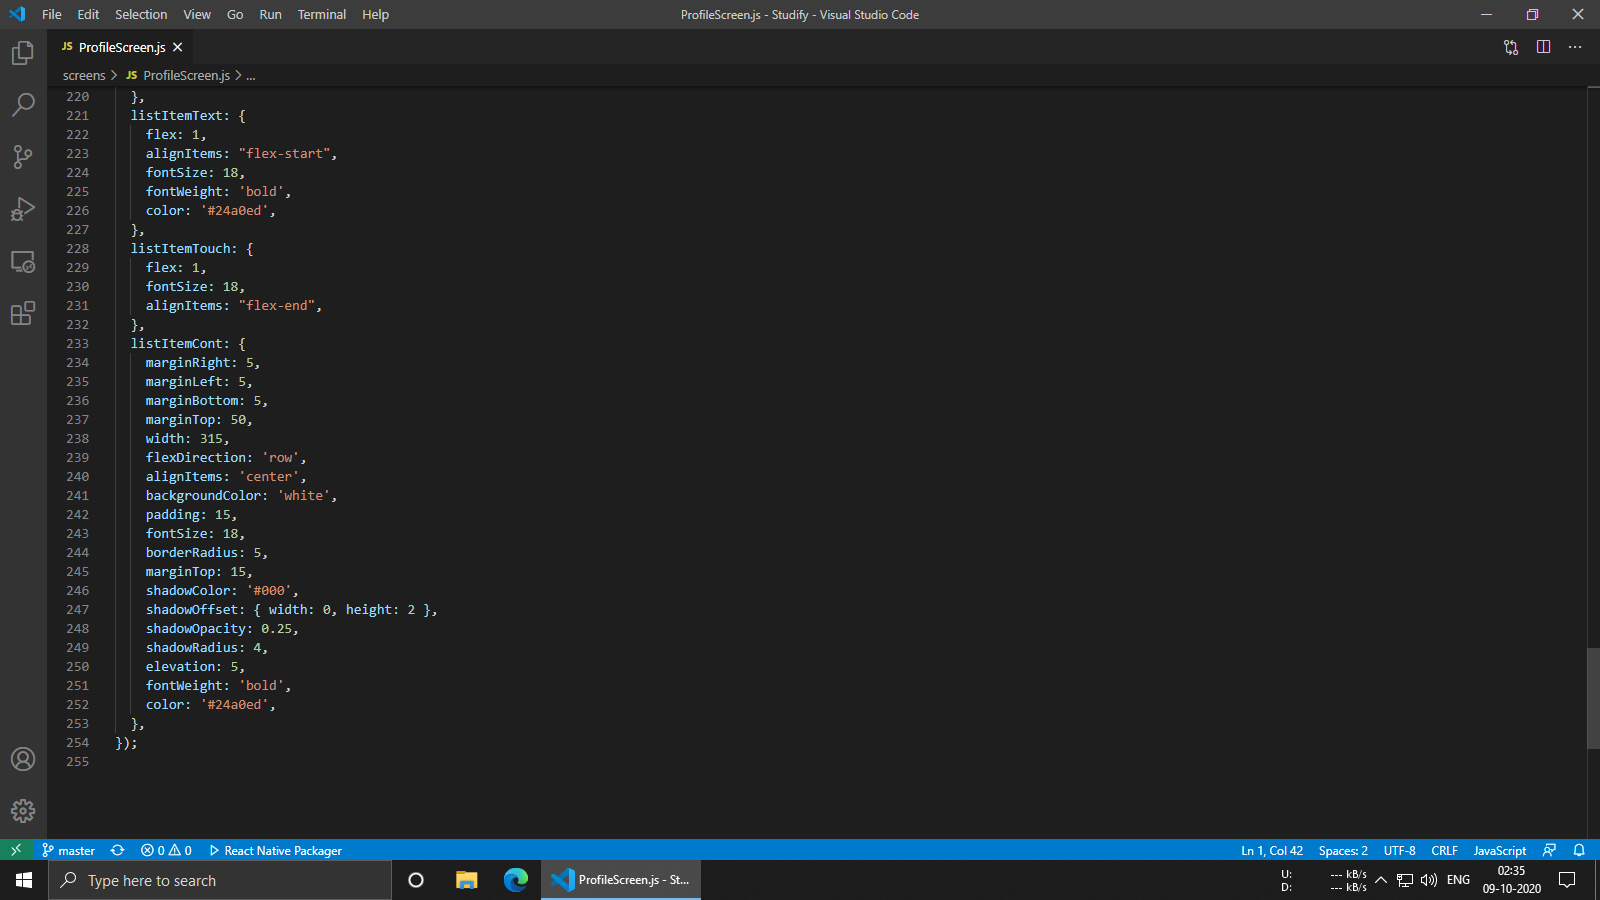 File Edit Selection View Go Run Terminal Help ProfileScreen.js - Studify - Visual Studio Code
JS ProfileScreen.js
screens > JS ProfileScreen.js > ...
220 },
221 listItemText: {
222 flex: 1,
223 alignItems: "flex-start",
224 fontSize: 18,
225 fontWeight: 'bold',
226 color: '#24a0ed',
227 },
228 listItemTouch: {
229 flex: 1,
230 fontSize: 18,
231 alignItems: "flex-end",
232 },
233 listItemCont: {
234 marginRight: 5,
235 marginLeft: 5,
236 marginBottom: 5,
237 marginTop: 50,
238 width: 315,
239 flexDirection: 'row',
240 alignItems: 'center',
241 backgroundColor: 'white',
242 padding: 15,
243 fontSize: 18,
244 borderRadius: 5,
245 marginTop: 15,
246 shadowColor: '#000',
247 shadowOffset: { width: 0, height: 2 },
248 shadowOpacity: 0.25,
249 shadowRadius: 4,
250 elevation: 5,
251 fontWeight: 'bold',
252 color: '#24a0ed',
253 },
254 });
255
master 0 0 React Native Packager Ln 1, Col 42 Spaces: 2 UTF-8 CRLF JavaScript
Type here to search ProfileScreen.js - St... U: --- kB/s D: --- kB/s ENG 02:35 09-10-2020